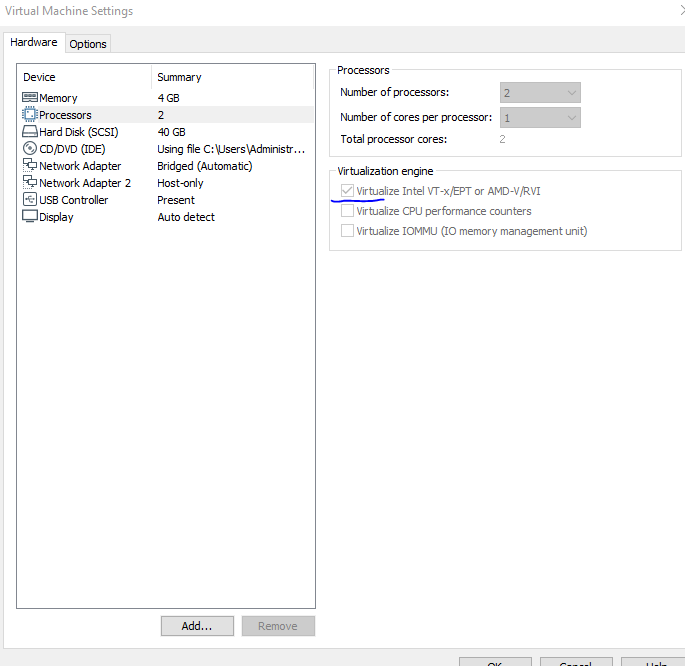 Virtual Machine Settings
Hardware
Options
Device Summary
Memory 4 GB
Processors 2
Hard Disk (SCSI) 40 GB
CD/DVD (IDE) Using file C:\Users\Administr...
Network Adapter Bridged (Automatic)
Network Adapter 2 Host-only
USB Controller Present
Display Auto detect
Add...
Remove
Processors
Number of processors: 2
Number of cores per processor: 1
Total processor cores: 2
Virtualization engine
Virtualize Intel VT-x/EPT or AMD-V/RVI
Virtualize CPU performance counters
Virtualize IOMMU (IO memory management unit)
OK
Cancel
Help